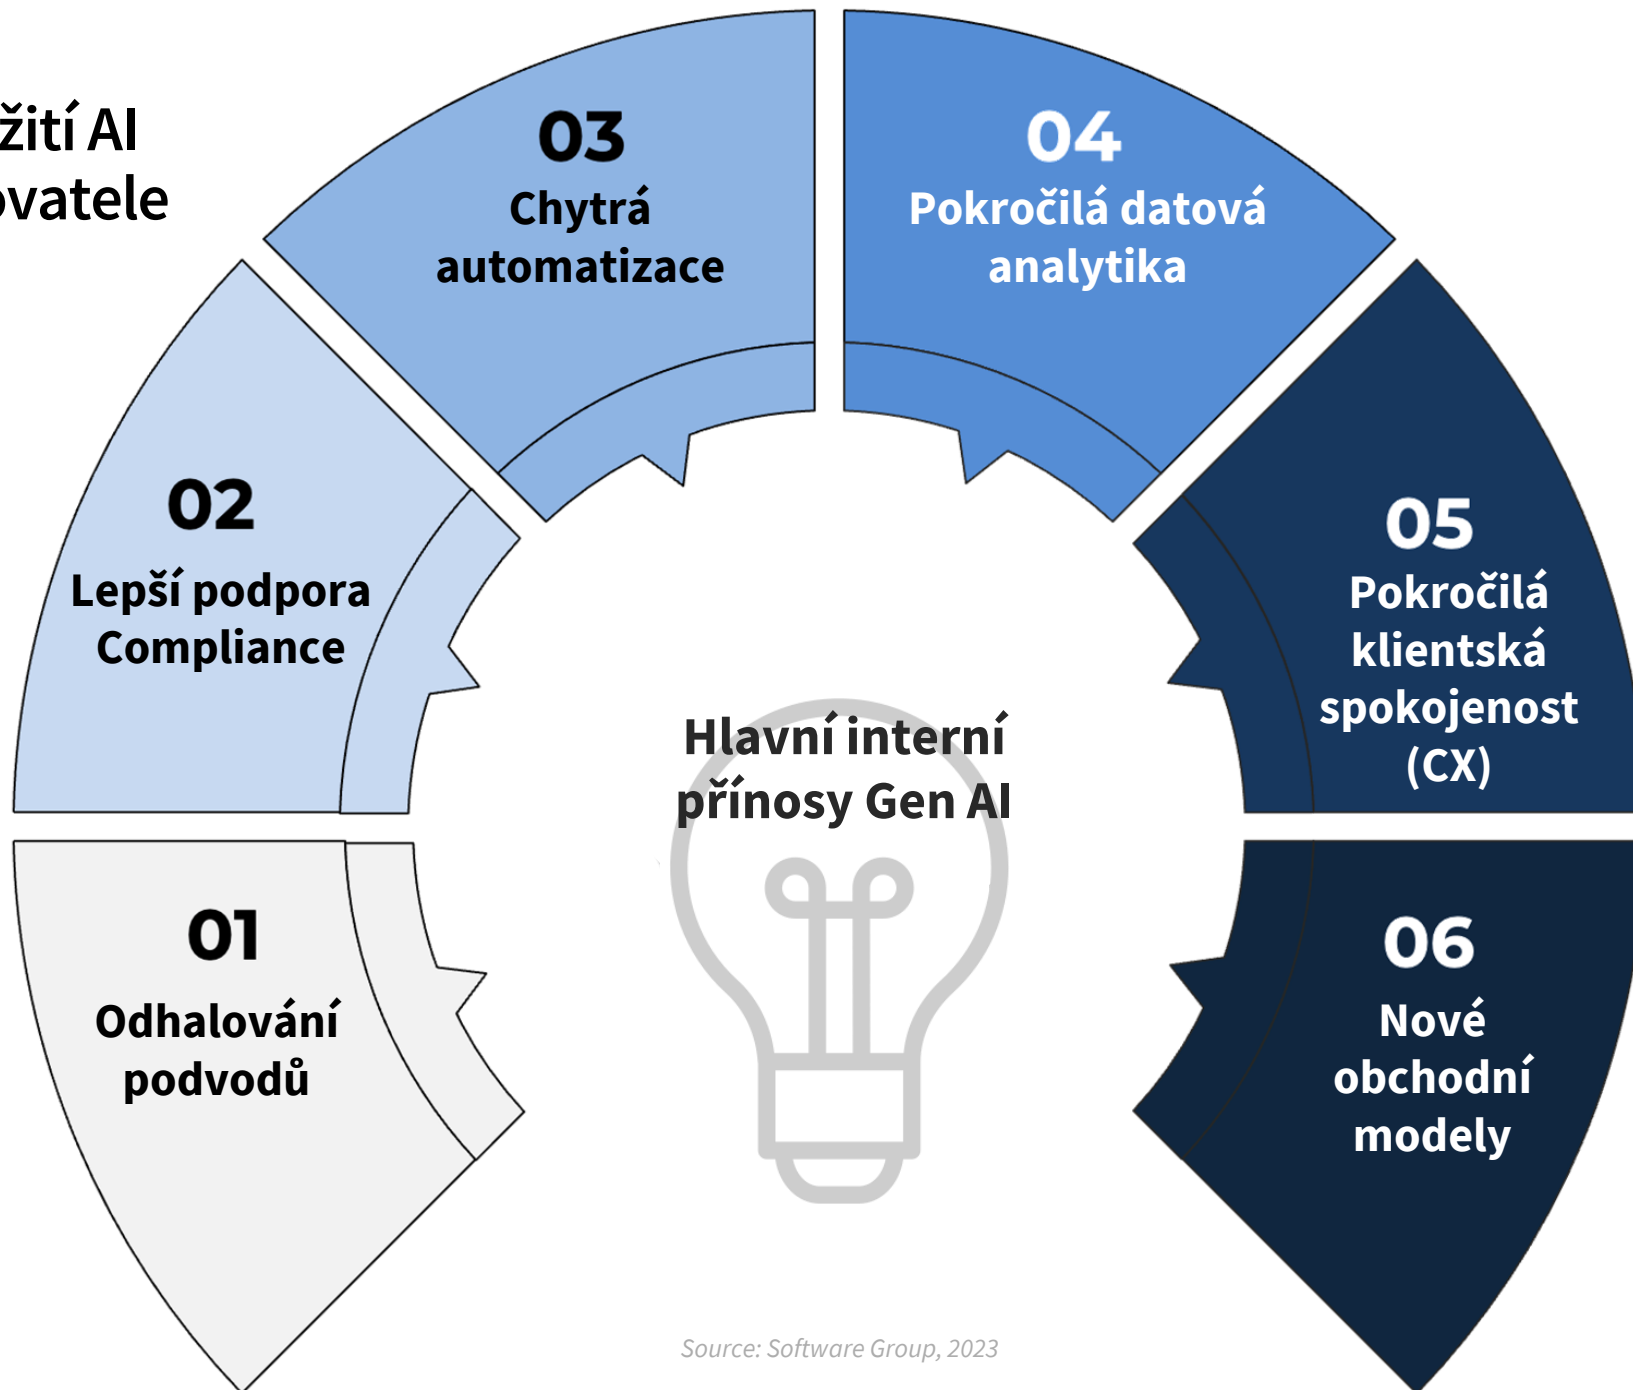 žití AI
ovatele
03
Chytrá
automatizace
04
Pokročilá datová
analytika
02
Lepší podpora
Compliance
05
Pokročilá
klientská
spokojenost
(CX)
Hlavní interní
přínosy Gen AI
01
Odhalování
podvodů
06
Nové
obchodní
modely
Source: Software Group, 2023